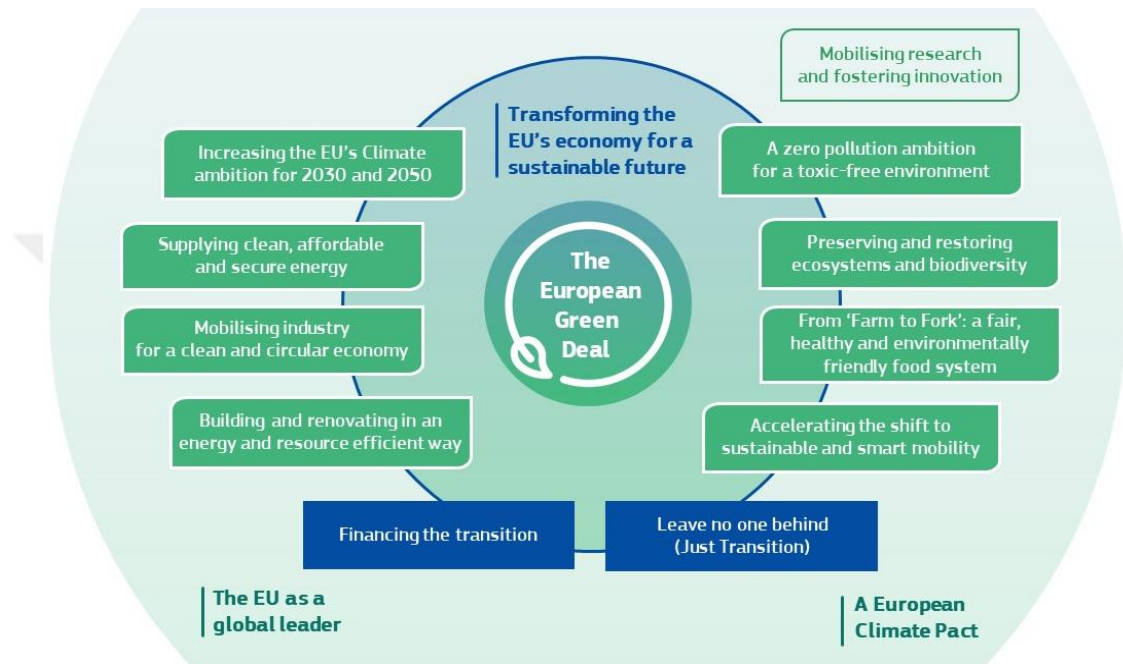 Mobilising research
and fostering innovation
Transforming the
EU's economy for a
sustainable future
Increasing the EU's Climate
ambition for 2030 and 2050
A zero pollution ambition
for a toxic-free environment
Supplying clean, affordable
and secure energy
Preserving and restoring
ecosystems and biodiversity
The
European
Green
Deal
Mobilising industry
for a clean and circular economy
From ‘Farm to Fork’: a fair,
healthy and environmentally
friendly food system
Building and renovating in an
energy and resource efficient way
Accelerating the shift to
sustainable and smart mobility
Financing the transition
Leave no one behind
(Just Transition)
The EU as a
global leader
A European
Climate Pact